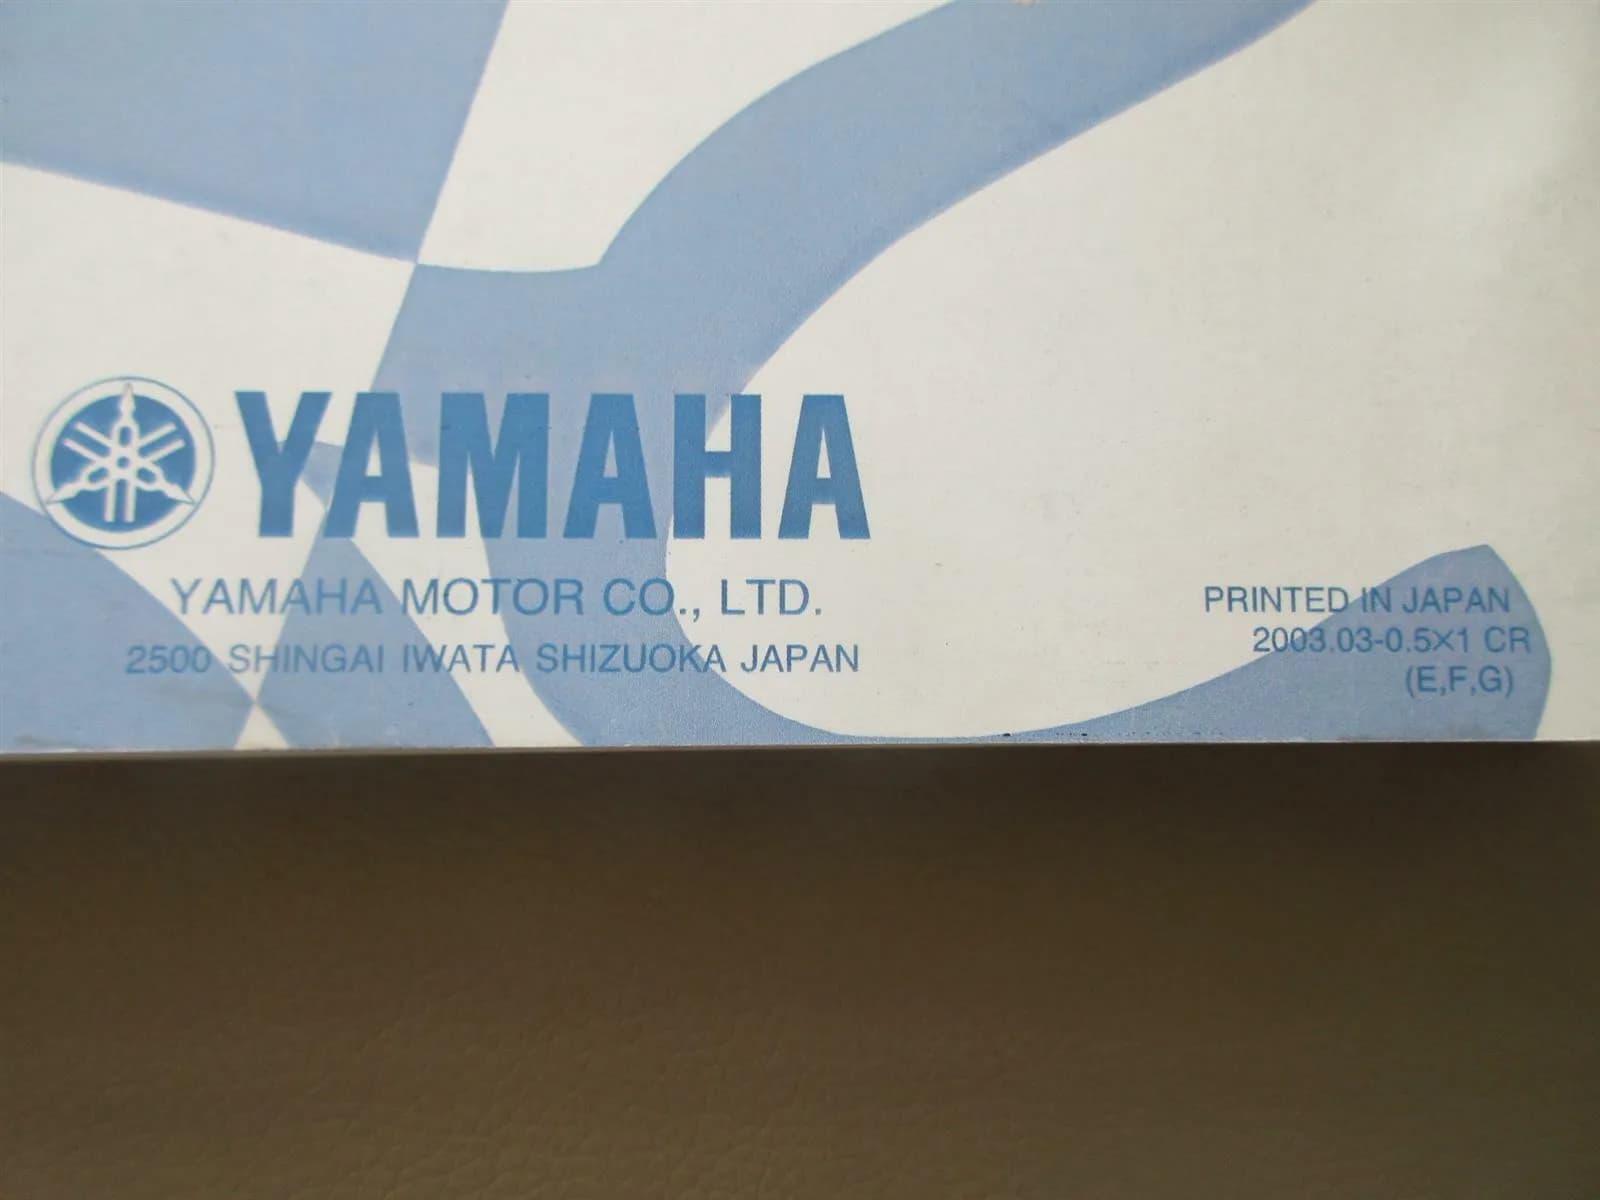 YAMAHA
YAMAHA MOTOR CO., LTD.
2500 SHINGAI IWATA SHIZUOKA JAPAN
PRINTED IN JAPAN
2003.03-0.5×1 CR
(E,F,G)